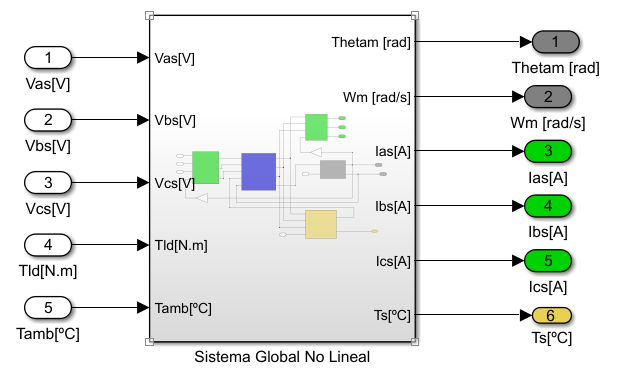 1
Vas[V]
2
Vbs[V]
3
Vcs[V]
4
Tld[N.m]
5
Tamb[ºC]
Vas[V]
Vbs[V]
Vcs[V]
Tld[N.m]
Tamb[ºC]
Thetam [rad]
Wm [rad/s]
Ias[A]
Ibs[A]
Ics[A]
Ts[ºC]
Sistema Global No Lineal
1
Thetam [rad]
2
Wm [rad/s]
3
Ias[A]
4
Ibs[A]
5
Ics[A]
6
Ts[ºC]